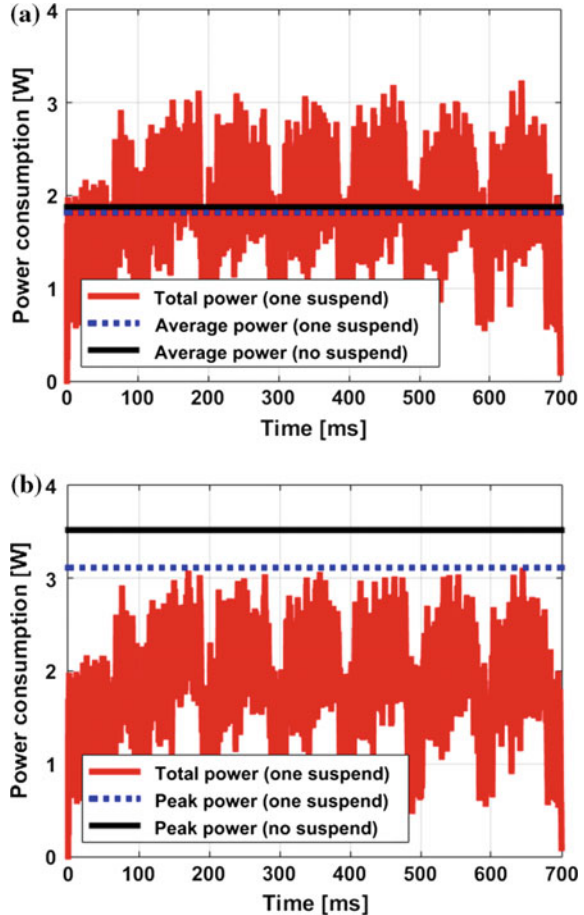 (a)
4
3
2
1
0
Power consumption [W]
Total power (one suspend)
Average power (one suspend)
Average power (no suspend)
0 100 200 300 400 500 600 700
Time [ms]
(b)
4
3
2
1
0
Power consumption [W]
Total power (one suspend)
Peak power (one suspend)
Peak power (no suspend)
0 100 200 300 400 500 600 700
Time [ms]